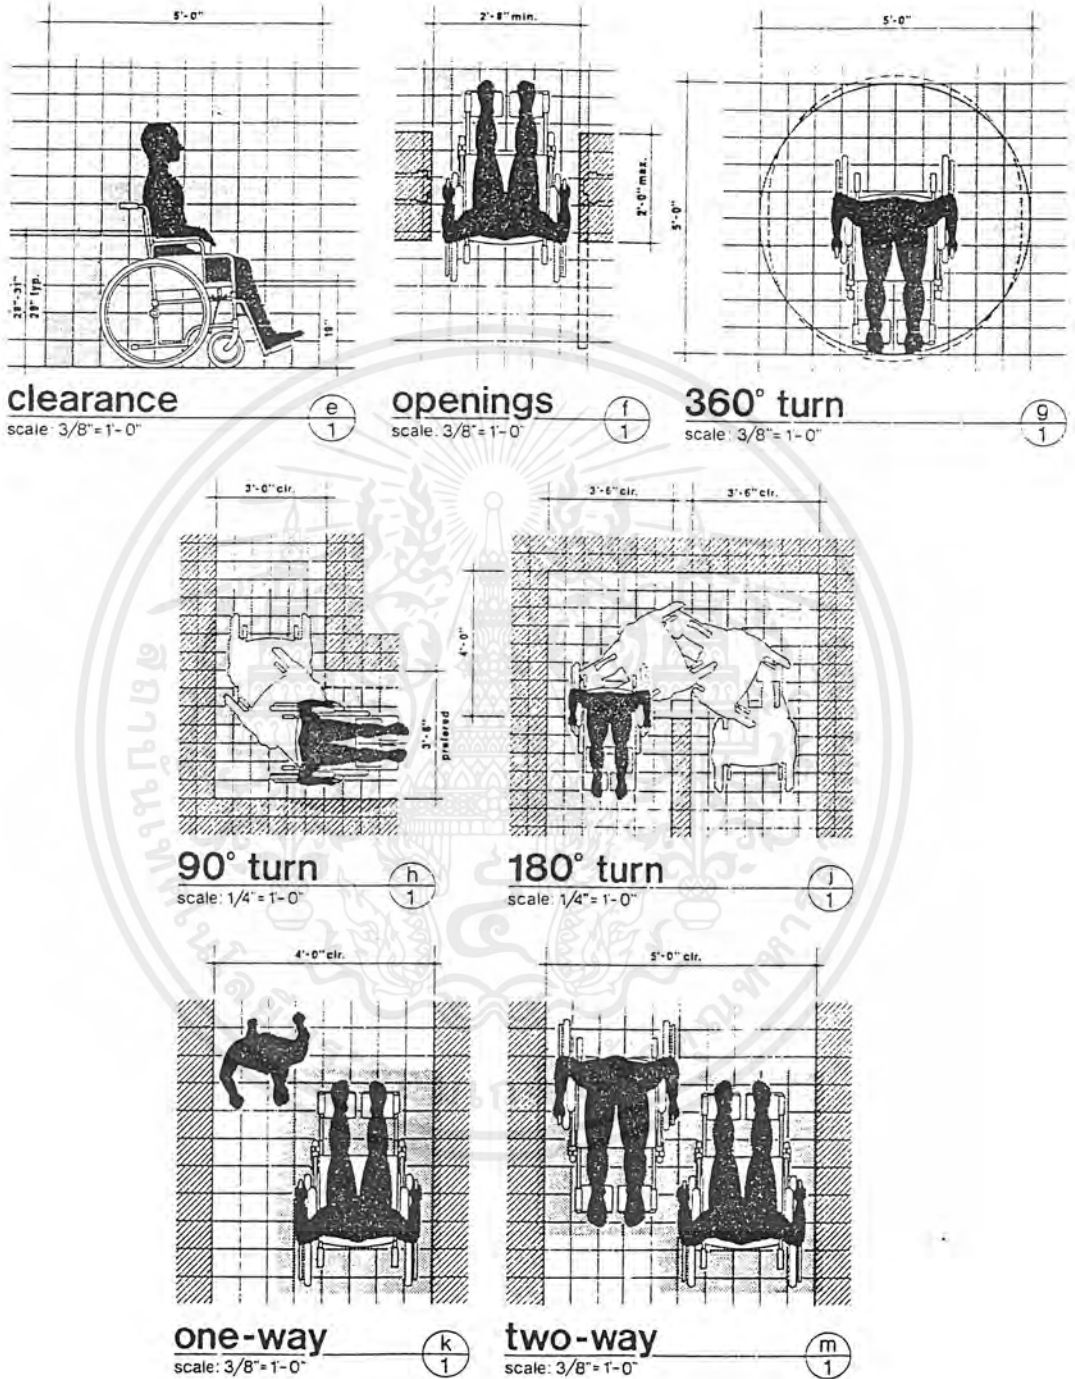 5'-0"
2'-8" min.
5'-0"
2'-0" max.
5'-0"
29" typ.
19"
clearance
e
1
scale: 3/8"= 1'-0"
openings
f
1
scale: 3/8"= 1'-0"
360° turn
g
1
scale: 3/8"= 1'-0"
3'-0" clr.
3'-6" clr.
3'-6" clr.
4'-0"
3'-6"
prefered
90° turn
h
1
scale: 1/4"= 1'-0"
180° turn
j
1
scale: 1/4"= 1'-0"
4'-0" clr.
5'-0" clr.
one-way
k
1
scale: 3/8"= 1'-0"
two-way
m
1
scale: 3/8"= 1'-0"